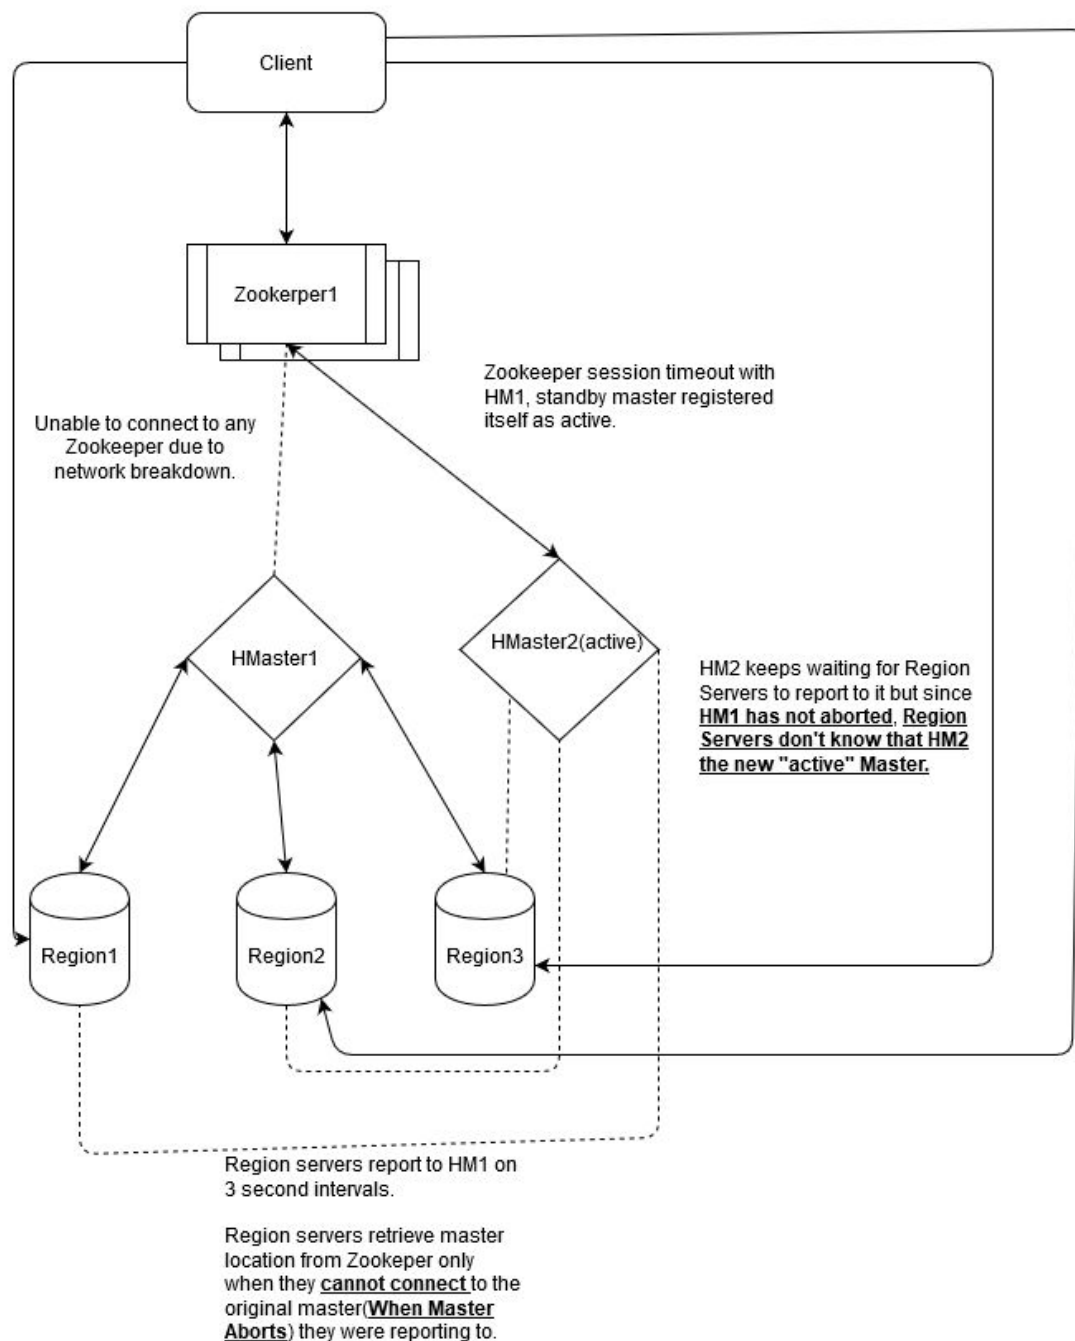 Client
Zookerper1
Zookeeper session timeout with
HM1, standby master registered
itself as active.
Unable to connect to any
Zookeeper due to
network breakdown.
HMaster1
HMaster2(active)
HM2 keeps waiting for Region
Servers to report to it but since
HM1 has not aborted, Region
Servers don't know that HM2
the new "active" Master.
Region1
Region2
Region3
Region servers report to HM1 on
3 second intervals.
Region servers retrieve master
location from Zookeper only
when they cannot connect to the
original master(When Master
Aborts) they were reporting to.